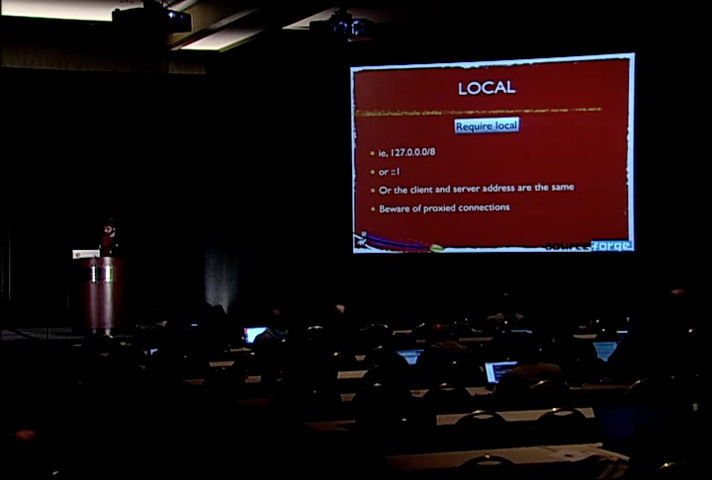 LOCAL
Require local
ie, 127.0.0.0/8
or ::1
Or the client and server address are the same
Beware of proxied connections
sourceforge